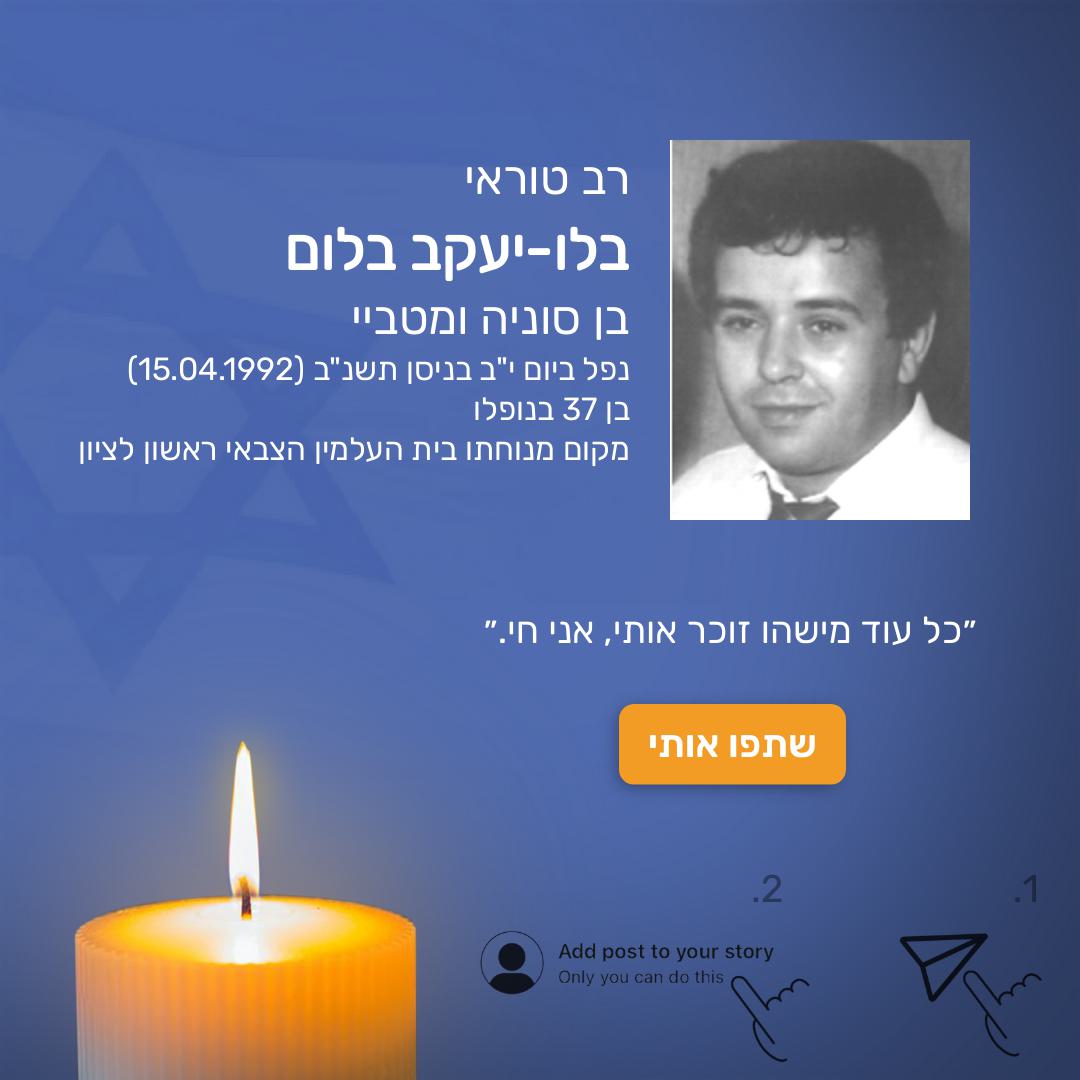 רב טוראי
בלו-יעקב בלום
בן סוניה ומטביי
נפל ביום י"ב בניסן תשנ"ב (15.04.1992)
בן 37 בנופלו
מקום מנוחתו בית העלמין הצבאי ראשון לציון
״כל עוד מישהו זוכר אותי, אני חי.״
שתפו אותי
1.
2.
Add post to your story
Only you can do this